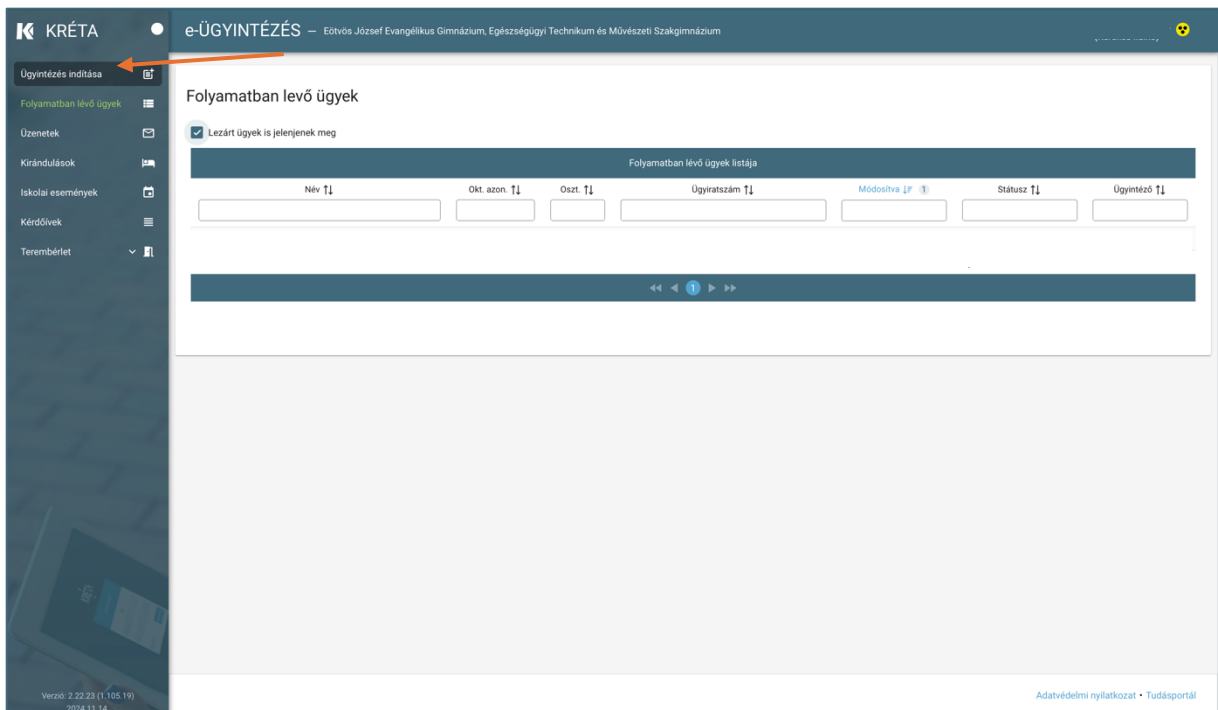 KRÉTA
e-ÜGYINTÉZÉS – Eötvös József Evangélikus Gimnázium, Egészségügyi Technikum és Művészeti Szakgimnázium
Ügyintézés indítása
Folyamatban lévő ügyek
Üzenetek
Kirándulások
Iskolai események
Kérdőívek
Terembérlet
Folyamatban levő ügyek
Lezárt ügyek is jelenjenek meg
Folyamatban lévő ügyek listája
Név Okt. azon. Oszt. Ügyiratszám Módosítva 1 Státusz Ügyintéző
1
Verzió: 2.22.23 (1.105.19)
2024.11.14.
Adatvédelmi nyilatkozat • Tudásportál